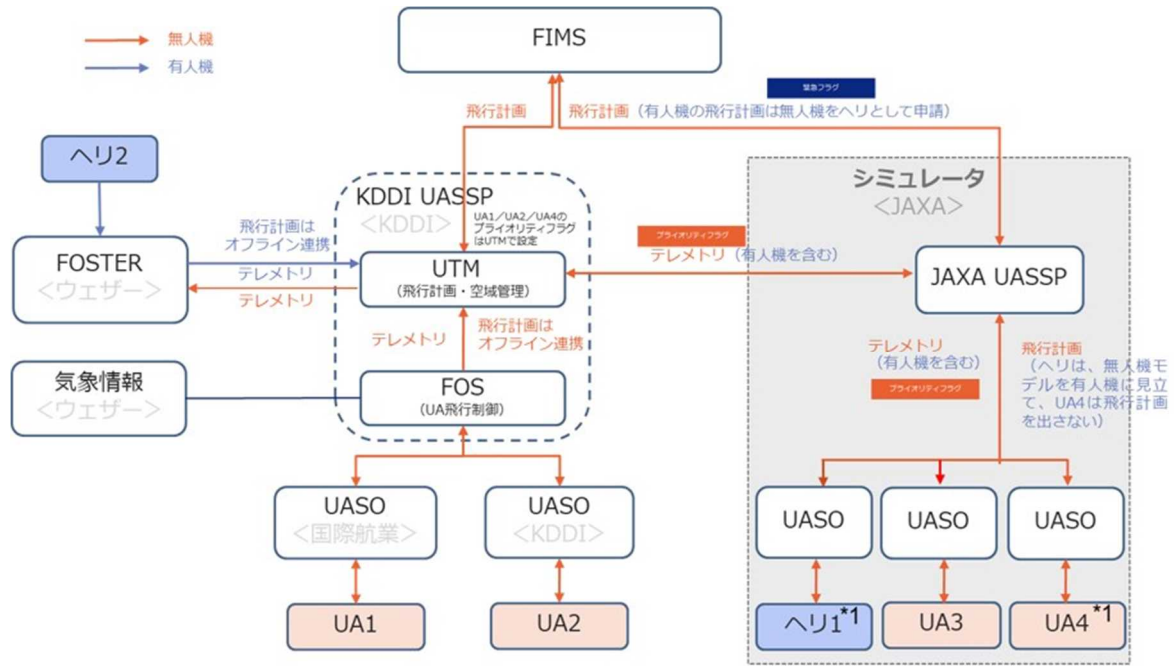 FIMS
無人機
有人機
緊急フラグ
飛行計画
飛行計画（有人機の飛行計画は無人機をヘリとして申請）
ヘリ2
飛行計画は
オフライン連携
テレメトリ
テレメトリ
FOSTER
<ウェザー>
KDDI UASSP
<KDDI>
UA1／UA2／UA4の
プライオリティフラグ
はUTMで設定
UTM
（飛行計画・空域管理）
テレメトリ
飛行計画は
オフライン連携
FOS
（UA飛行制御）
気象情報
<ウェザー>
プライオリティフラグ
テレメトリ（有人機を含む）
シミュレータ
<JAXA>
JAXA UASSP
テレメトリ
（有人機を含む）
プライオリティフラグ
飛行計画
（ヘリは、無人機モ
デルを有人機に見立
て、UA4は飛行計画
を出さない）
UASO
<国際航業>
UASO
<KDDI>
UASO
UASO
UASO
UA1
UA2
ヘリ1*1
UA3
UA4*1